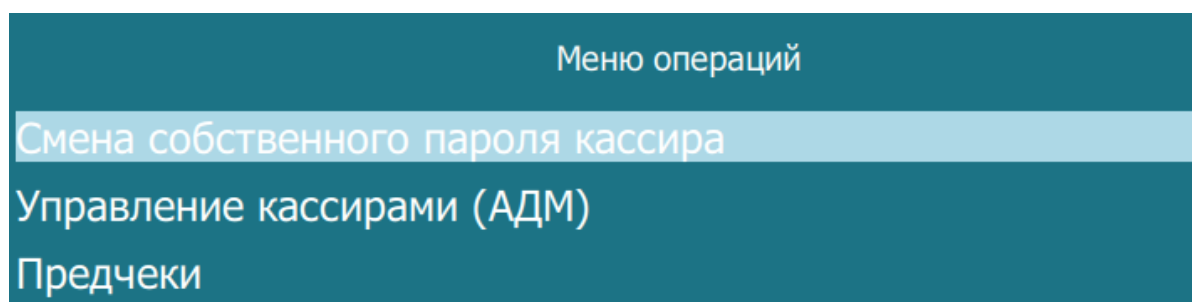 Меню операций
Смена собственного пароля кассира
Управление кассирами (АДМ)
Предчеки